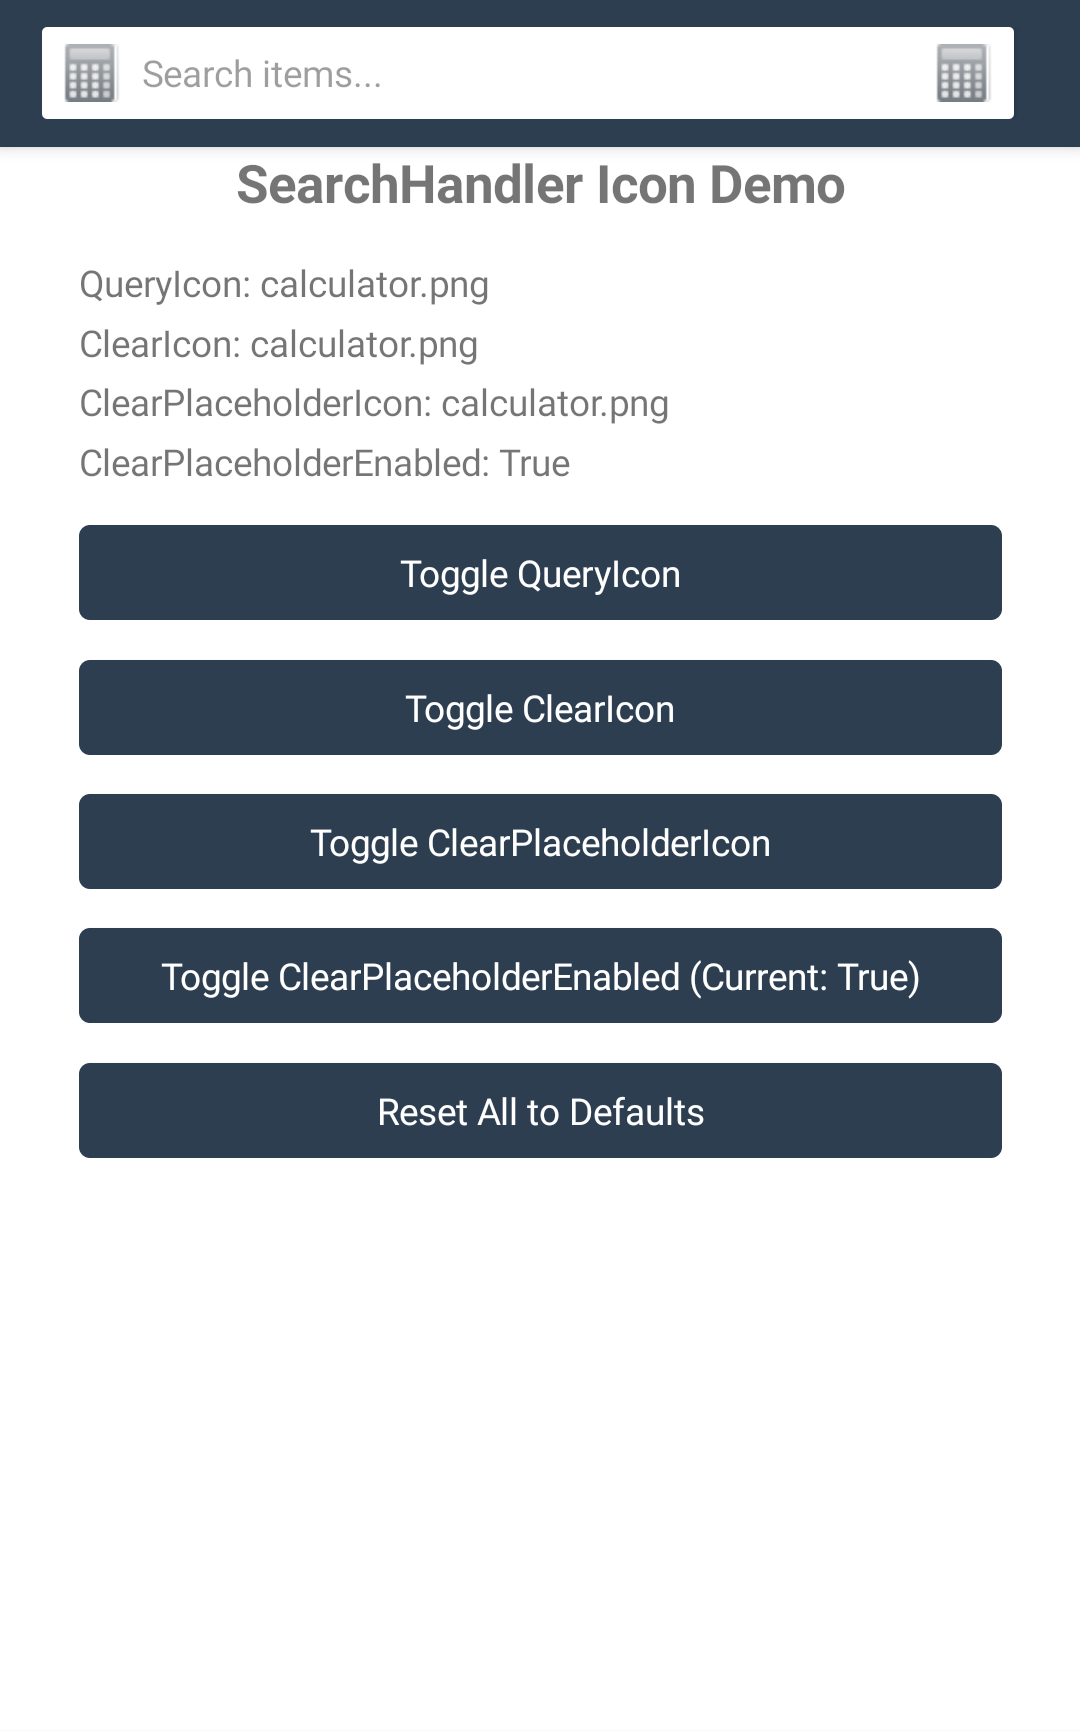 Search items...
SearchHandler Icon Demo
QueryIcon: calculator.png
ClearIcon: calculator.png
ClearPlaceholderIcon: calculator.png
ClearPlaceholderEnabled: True
Toggle QueryIcon
Toggle ClearIcon
Toggle ClearPlaceholderIcon
Toggle ClearPlaceholderEnabled (Current: True)
Reset All to Defaults